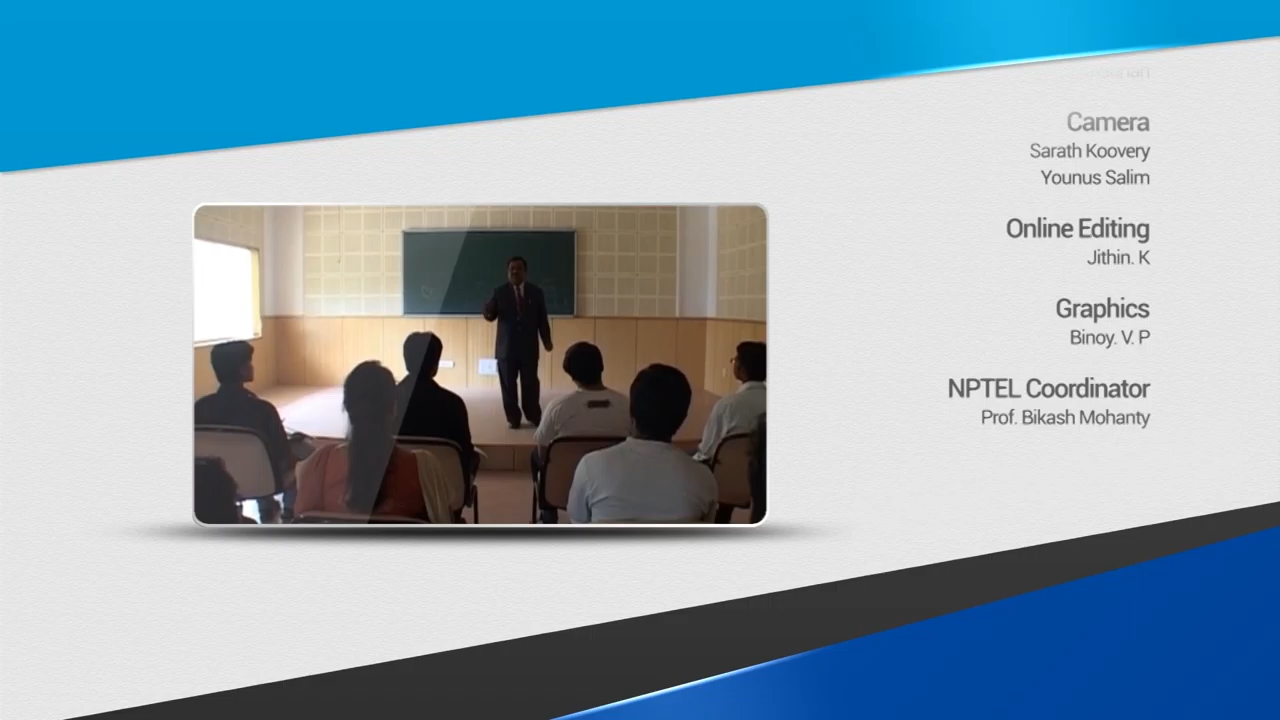 Camera
Sarath Koovery
Younus Salim
Online Editing
Jithin. K
Graphics
Binoy. V. P
NPTEL Coordinator
Prof. Bikash Mohanty